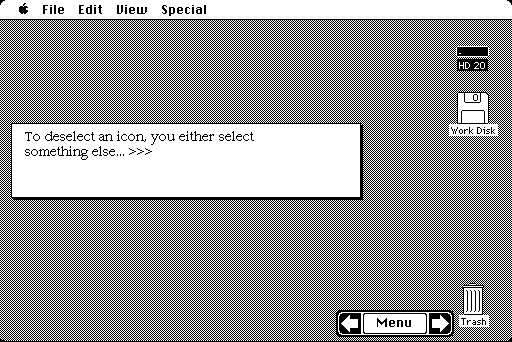 File Edit View Special
HD 20
Work Disk
To deselect an icon, you either select
something else... >>>
Menu
Trash